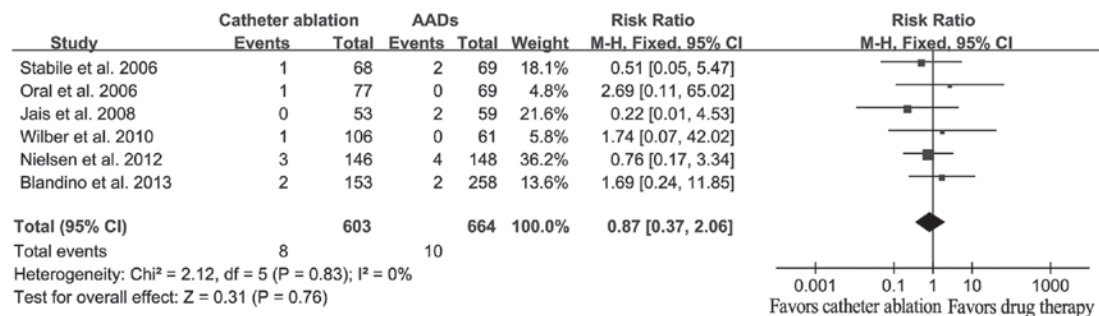 Catheter ablation AADs Risk Ratio Risk Ratio
Study Events Total Events Total Weight M-H, Fixed, 95% CI M-H, Fixed, 95% CI
Stabile et al. 2006 1 68 2 69 18.1% 0.51 [0.05, 5.47]
Oral et al. 2006 1 77 0 69 4.8% 2.69 [0.11, 65.02]
Jais et al. 2008 0 53 2 59 21.6% 0.22 [0.01, 4.53]
Wilber et al. 2010 1 106 0 61 5.8% 1.74 [0.07, 42.02]
Nielsen et al. 2012 3 146 4 148 36.2% 0.76 [0.17, 3.34]
Blandino et al. 2013 2 153 2 258 13.6% 1.69 [0.24, 11.85]
Total (95% CI) 603 664 100.0% 0.87 [0.37, 2.06]
Total events 8 10
Heterogeneity: Chi² = 2.12, df = 5 (P = 0.83); I² = 0%
Test for overall effect: Z = 0.31 (P = 0.76)
0.001 0.1 1 10 1000
Favors catheter ablation Favors drug therapy